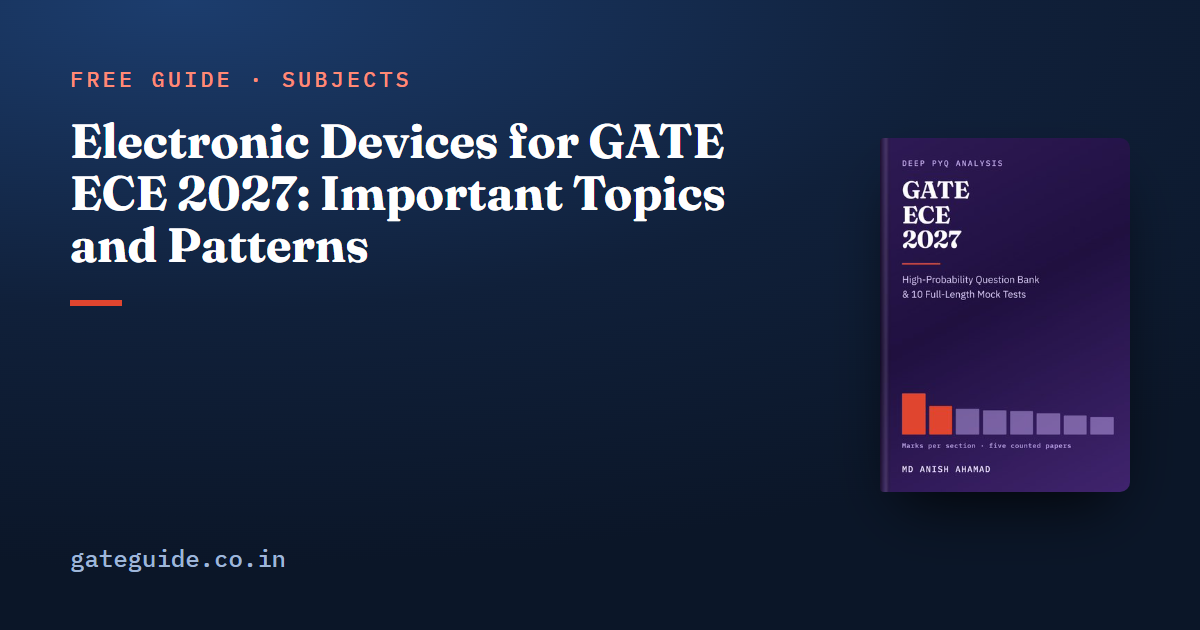 FREE GUIDE · SUBJECTS
Electronic Devices for GATE
ECE 2027: Important Topics
and Patterns
gateguide.co.in
DEEP PYQ ANALYSIS
GATE
ECE
2027
High-Probability Question Bank
& 10 Full-Length Mock Tests
Marks per section · five counted papers
MD ANISH AHAMAD